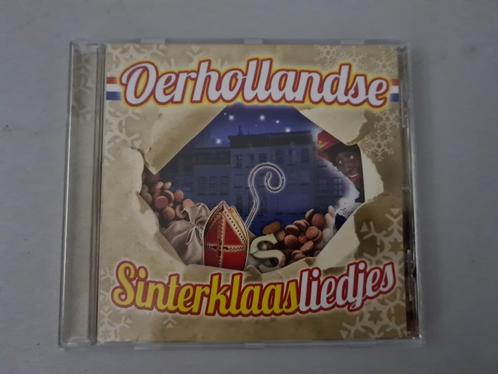 Oerhollandse
S
Sinterklaasliedjes